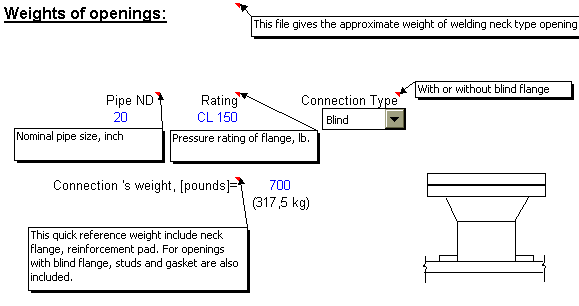 Weights of openings:
This file gives the approximate weight of welding neck type opening
With or without blind flange
Pipe ND
Rating
Connection Type
20
CL 150
Blind
Nominal pipe size, inch
Pressure rating of flange, lb.
Connection 's weight, [pounds]=
700
(317,5 kg)
This quick reference weight include neck
flange, reinforcement pad. For openings
with blind flange, studs and gasket are also
included.